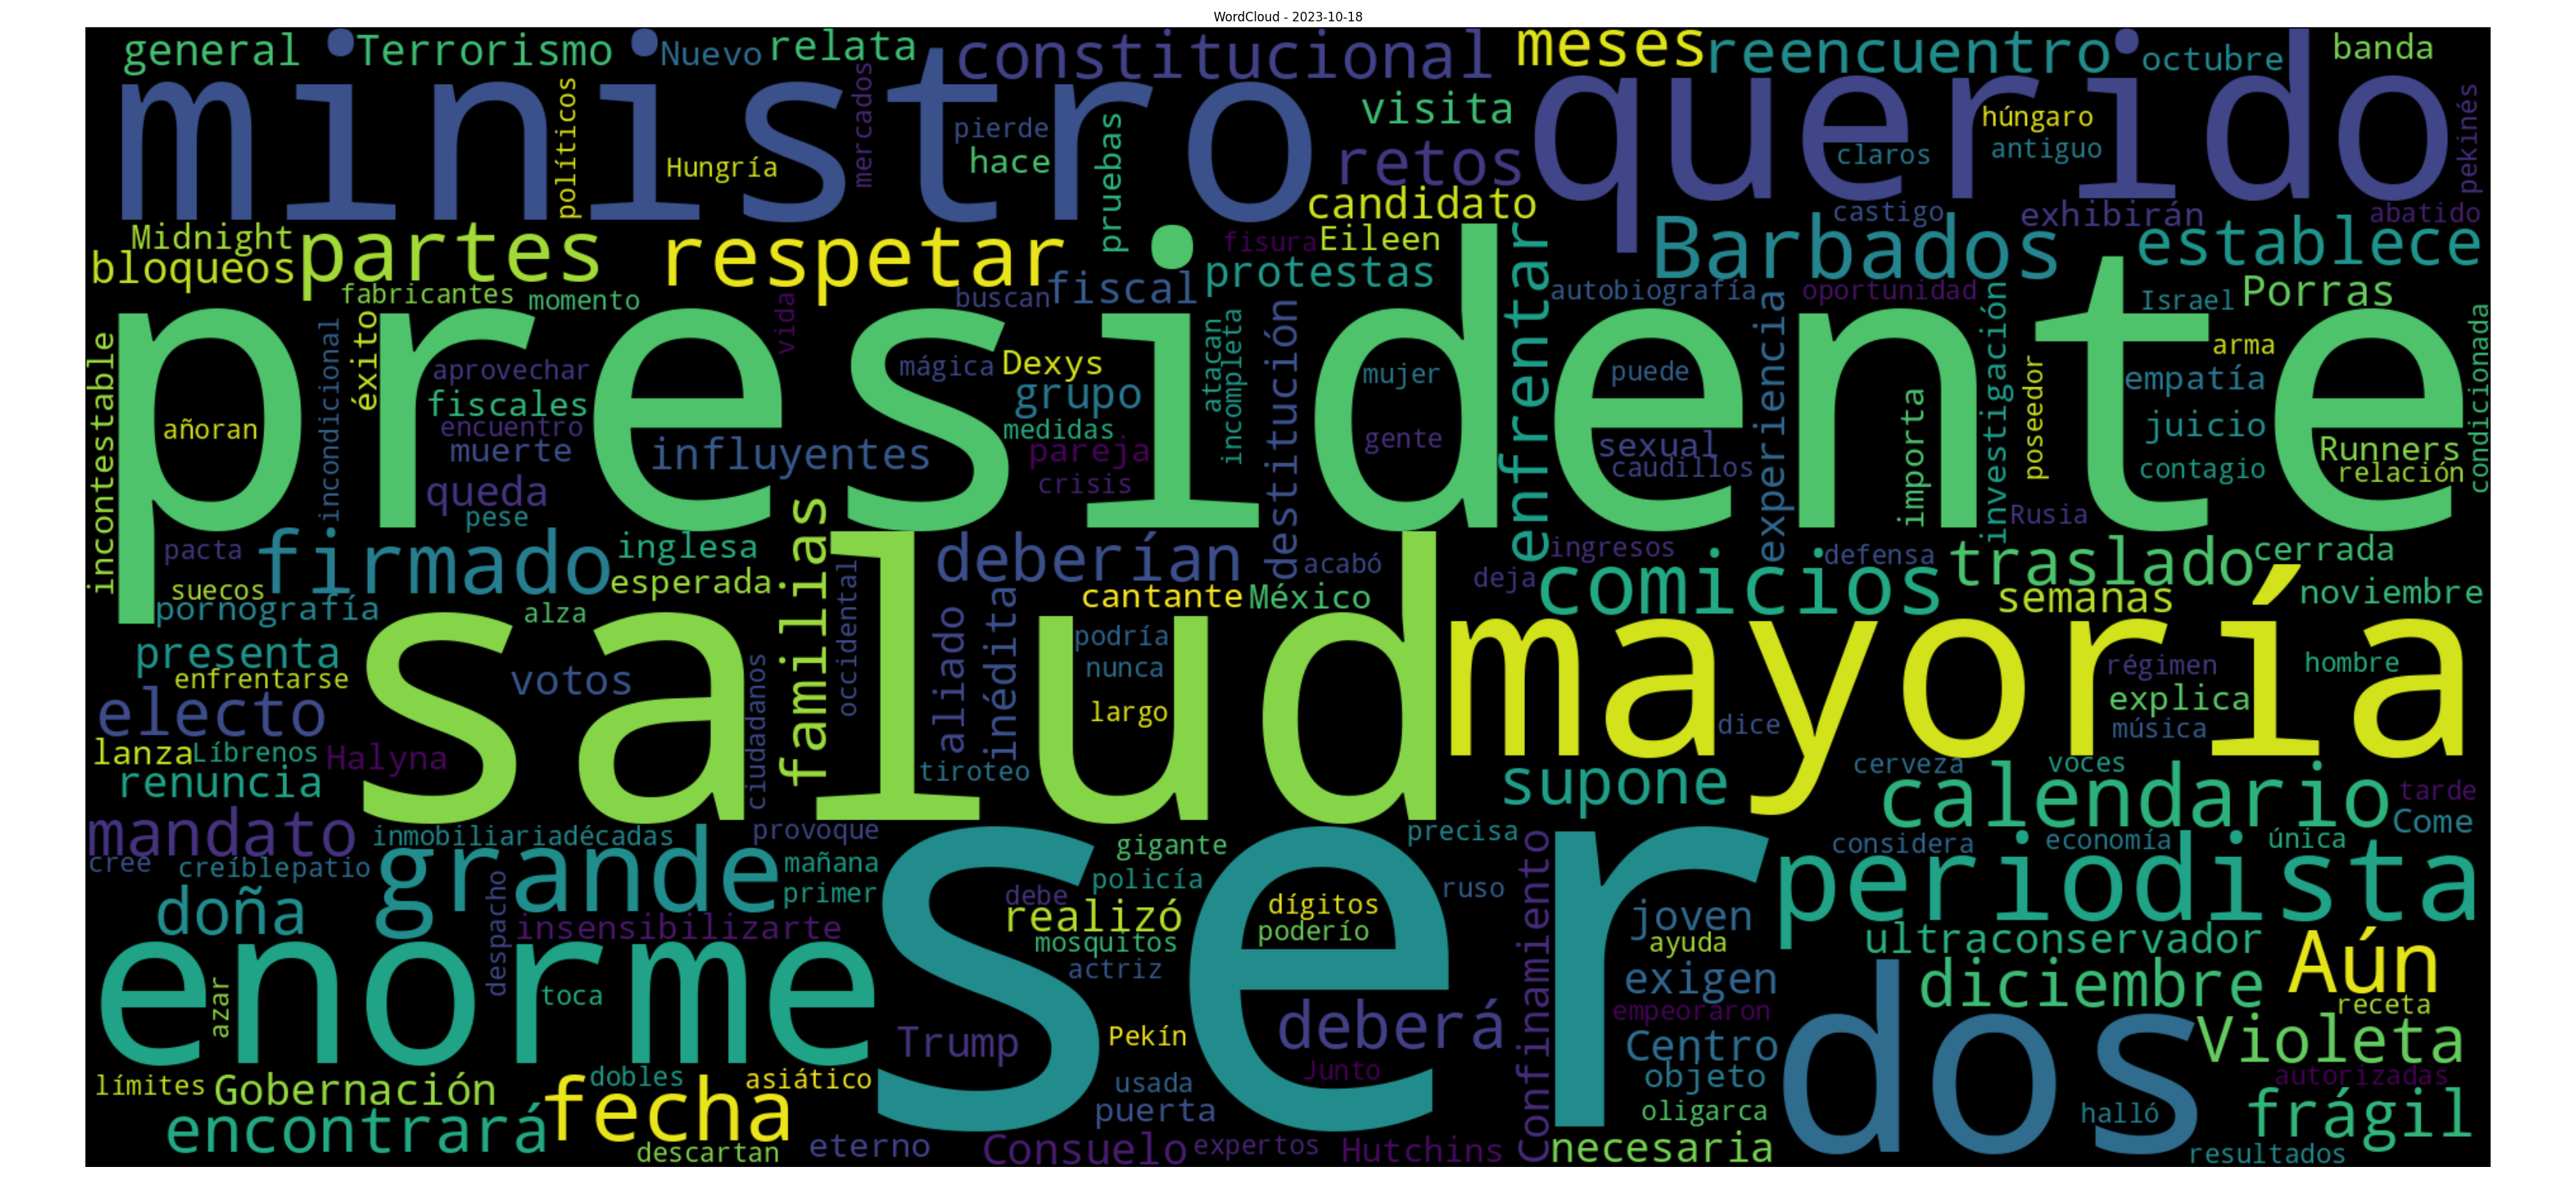 WordCloud - 2023-10-18
general Terrorismo Nuevo relata constitucional meses reencuentro octubre banda
ministro querido
políticos mercados pierde hace pruebas visita húngaro claros antiguo pekinés
Hungría retos
candidato castigo exhibirán abatido
Midnight partes respetar fisura Eileen Barbados establece
bloqueos protestas
fabricantes momento buscan fiscal autobiografía oportunidad Israel Porras
presidente
incontestable incondicional éxito vida atacan incompleta destitución enfrentar experiencia investigación arma condicionada
aprovechar mágica Dexys mujer puede importa poseedor empatía
fiscales grupo
añoran encuentro medidas gente juicio
muerte influyentes pareja sexual Runners
queda crisis caudillos contagio relación
pese Rusia
pacta firmado inglesa deberían acabó ingresos defensa traslado cerrada
suecos esperada familias occidental cantante México deja comicios semanas noviembre
pornografía alza
salud mayoría
presenta aliado inédita podría régimen hombre
enfrentarse votos ciudadanos nunca explica
electo largo dice música
lanza Líbrenos Halyna tiroteo cerveza voces
renuncia supone calendario tarde
mandato inmobiliaria décadas provoque precisa Come
cree creíble patio grande mañana gigante considera economía única
primer policía ruso periodista
doña despacho insensibilizarte debe dígitos Confinamiento joven
realizó poderío
enorme ser dos
mosquitos ayuda ultraconservador Aún
azar toca actriz exigen diciembre receta
empeoraron
Trump Pekín deberá Centro Violeta
límites Gobernación dobles asiático Junto objeto autorizadas
fecha usada
encontrará puerta oligarca halló frágil
descartan eterno Consuelo expertos Hutchins necesaria resultados